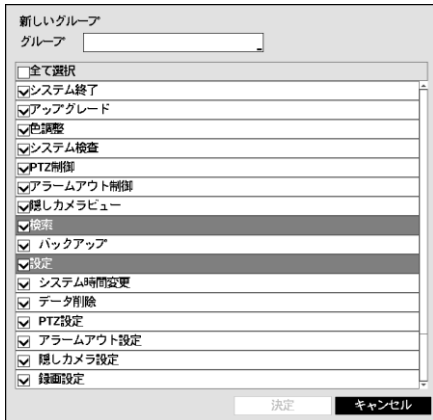 新しいグループ
グループ
全て選択
システム終了
アップグレード
色調整
システム検査
PTZ制御
アラームアウト制御
隠しカメラビュー
検索
バックアップ
設定
システム時間変更
データ削除
PTZ設定
アラームアウト設定
隠しカメラ設定
録画設定
決定 キャンセル